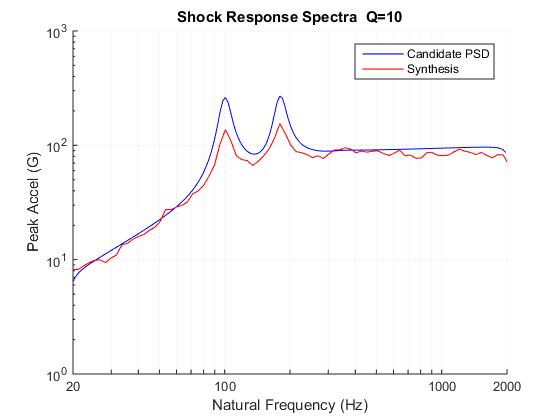 Shock Response Spectra Q=10
Candidate PSD
Synthesis
Peak Accel (G)
10^3
10^2
10^1
10^0
20
100
1000
2000
Natural Frequency (Hz)